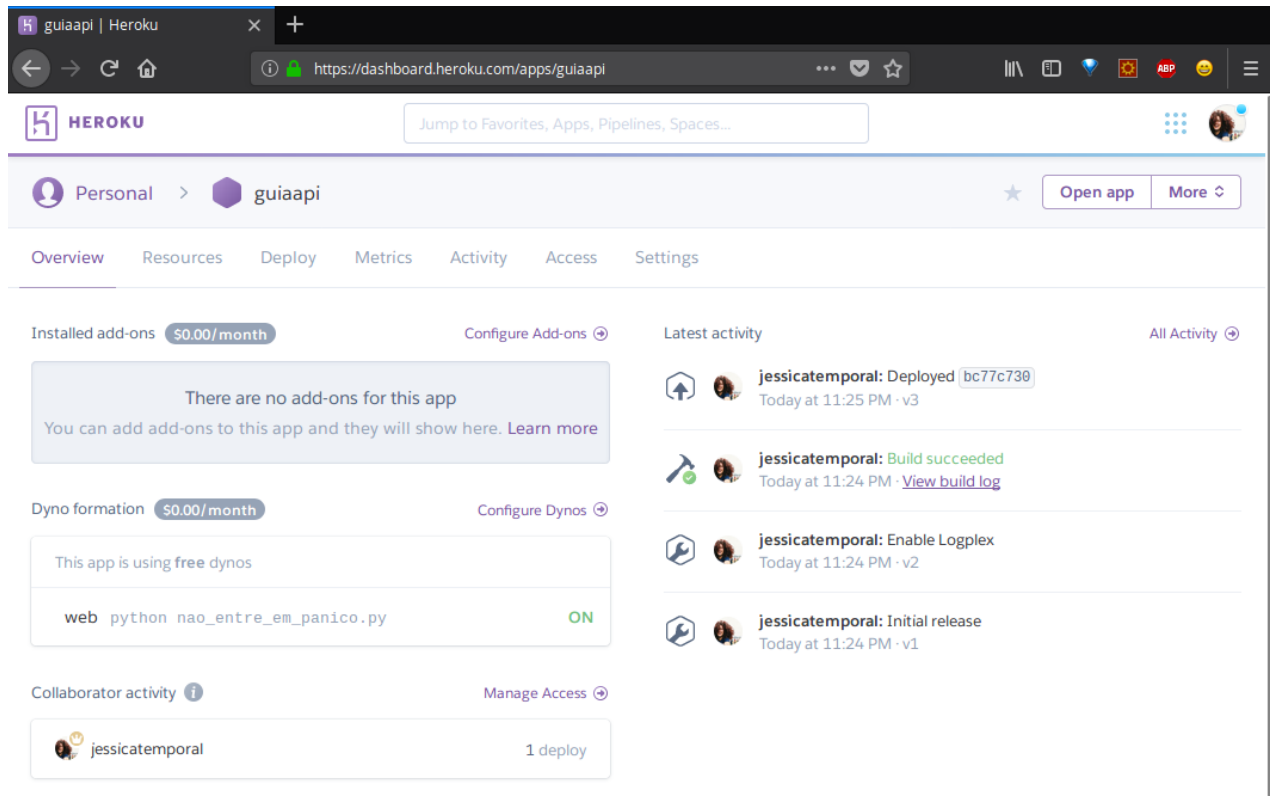 guiaapi | Heroku
https://dashboard.heroku.com/apps/guiaapi
ABP
HEROKU
Jump to Favorites, Apps, Pipelines, Spaces...
Personal > guiaapi
Open app
More
Overview Resources Deploy Metrics Activity Access Settings
Installed add-ons $0.00/month Configure Add-ons
There are no add-ons for this app
You can add add-ons to this app and they will show here. Learn more
Dyno formation $0.00/month Configure Dynos
This app is using free dynos
web python nao_entre_em_panico.py ON
Collaborator activity Manage Access
jessicatemporal 1 deploy
Latest activity All Activity
jessicatemporal: Deployed bc77c730
Today at 11:25 PM · v3
jessicatemporal: Build succeeded
Today at 11:24 PM · View build log
jessicatemporal: Enable Logplex
Today at 11:24 PM · v2
jessicatemporal: Initial release
Today at 11:24 PM · v1